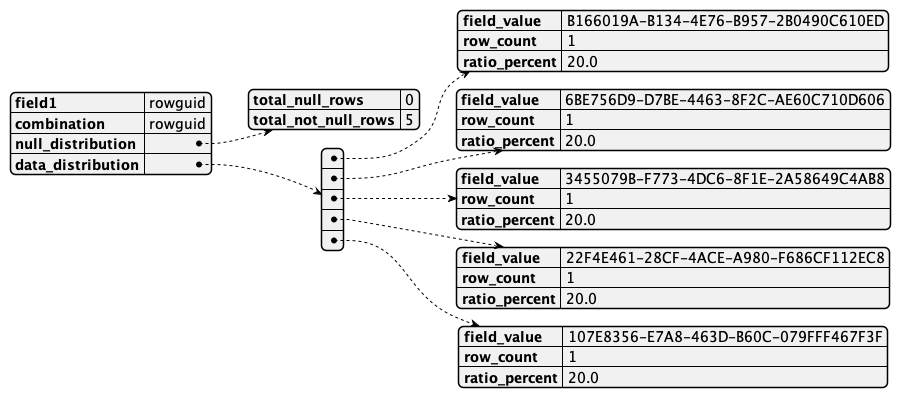 field1 rowguid
combination rowguid
null_distribution
data_distribution
total_null_rows 0
total_not_null_rows 5
field_value B166019A-B134-4E76-B957-2B0490C610ED
row_count 1
ratio_percent 20.0
field_value 6BE756D9-D7BE-4463-8F2C-AE60C710D606
row_count 1
ratio_percent 20.0
field_value 3455079B-F773-4DC6-8F1E-2A58649C4AB8
row_count 1
ratio_percent 20.0
field_value 22F4E461-28CF-4ACE-A980-F686CF112EC8
row_count 1
ratio_percent 20.0
field_value 107E8356-E7A8-463D-B60C-079FFF467F3F
row_count 1
ratio_percent 20.0